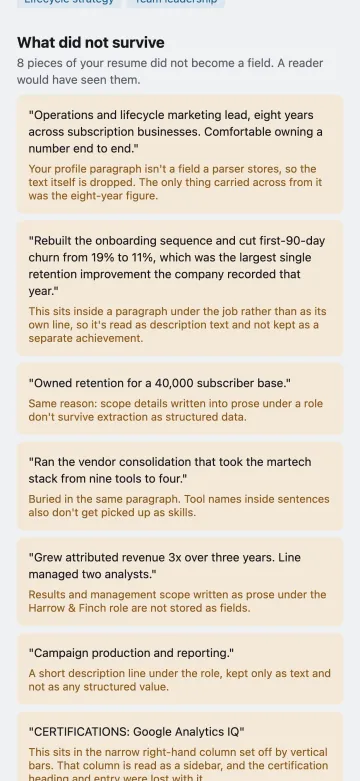 Lifecycle strategy Team leadership
What did not survive
8 pieces of your resume did not become a field. A reader
would have seen them.
"Operations and lifecycle marketing lead, eight years
across subscription businesses. Comfortable owning a
number end to end."
Your profile paragraph isn't a field a parser stores, so the
text itself is dropped. The only thing carried across from it
was the eight-year figure.
"Rebuilt the onboarding sequence and cut first-90-day
churn from 19% to 11%, which was the largest single
retention improvement the company recorded that
year."
This sits inside a paragraph under the job rather than as its
own line, so it's read as description text and not kept as a
separate achievement.
"Owned retention for a 40,000 subscriber base."
Same reason: scope details written into prose under a role
don't survive extraction as structured data.
"Ran the vendor consolidation that took the martech
stack from nine tools to four."
Buried in the same paragraph. Tool names inside sentences
also don't get picked up as skills.
"Grew attributed revenue 3x over three years. Line
managed two analysts."
Results and management scope written as prose under the
Harrow & Finch role are not stored as fields.
"Campaign production and reporting."
A short description line under the role, kept only as text and
not as any structured value.
"CERTIFICATIONS: Google Analytics IQ"
This sits in the narrow right-hand column set off by vertical
bars. That column is read as a sidebar, and the certification
heading and entry were lost with it.